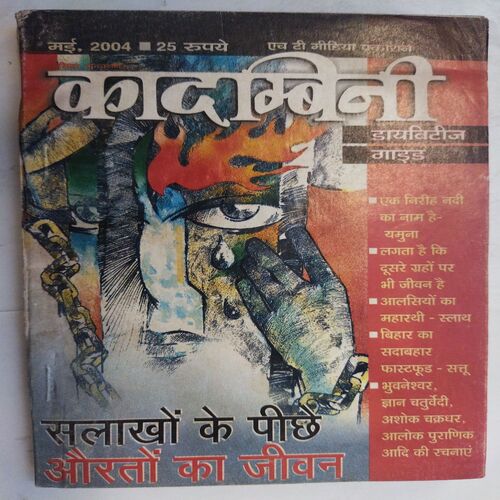 मई, 2004 ■ 25 रुपये एच टी मीडिया प्रकाशन
कादम्बिनी
डायबिटीज
गाइड
■ एक निरीह नदी
का नाम है-
यमुना
■ लगता है कि
दूसरे ग्रहों पर
भी जीवन है
■ आलसियों का
महारथी - स्लाथ
■ बिहार का
सदाबहार
फास्टफूड - सत्तू
■ भुवनेश्वर,
ज्ञान चतुर्वेदी,
अशोक चक्रधर,
आलोक पुराणिक
आदि की रचनाएं
सलाखों के पीछे
औरतों का जीवन